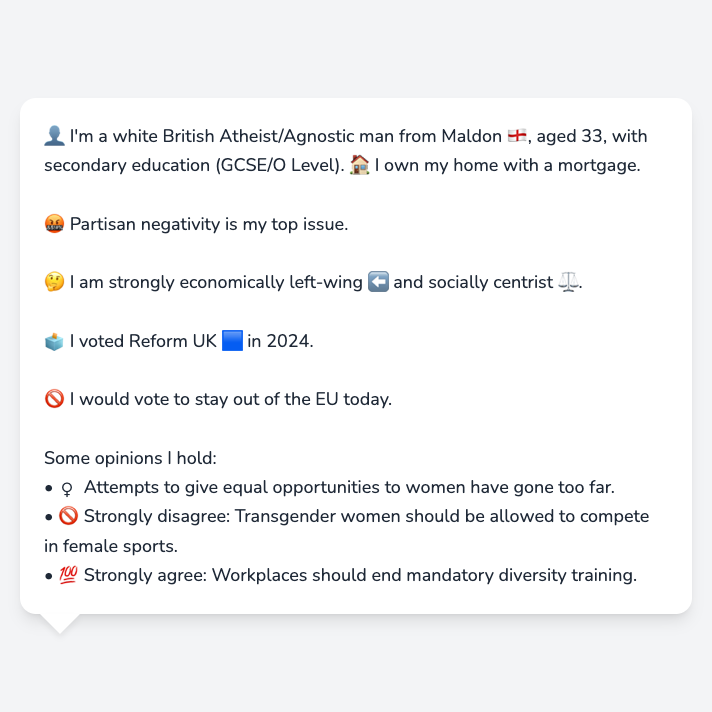 👤 I'm a white British Atheist/Agnostic man from Maldon 🏴󠁧󠁢󠁥󠁮󠁧󠁿, aged 33, with
secondary education (GCSE/O Level). 🏠 I own my home with a mortgage.
🤬 Partisan negativity is my top issue.
🤔 I am strongly economically left-wing ⬅️ and socially centrist ⚖️.
🗳️ I voted Reform UK 🟦 in 2024.
🚫 I would vote to stay out of the EU today.
Some opinions I hold:
• ♀ Attempts to give equal opportunities to women have gone too far.
• 🚫 Strongly disagree: Transgender women should be allowed to compete
in female sports.
• 💯 Strongly agree: Workplaces should end mandatory diversity training.